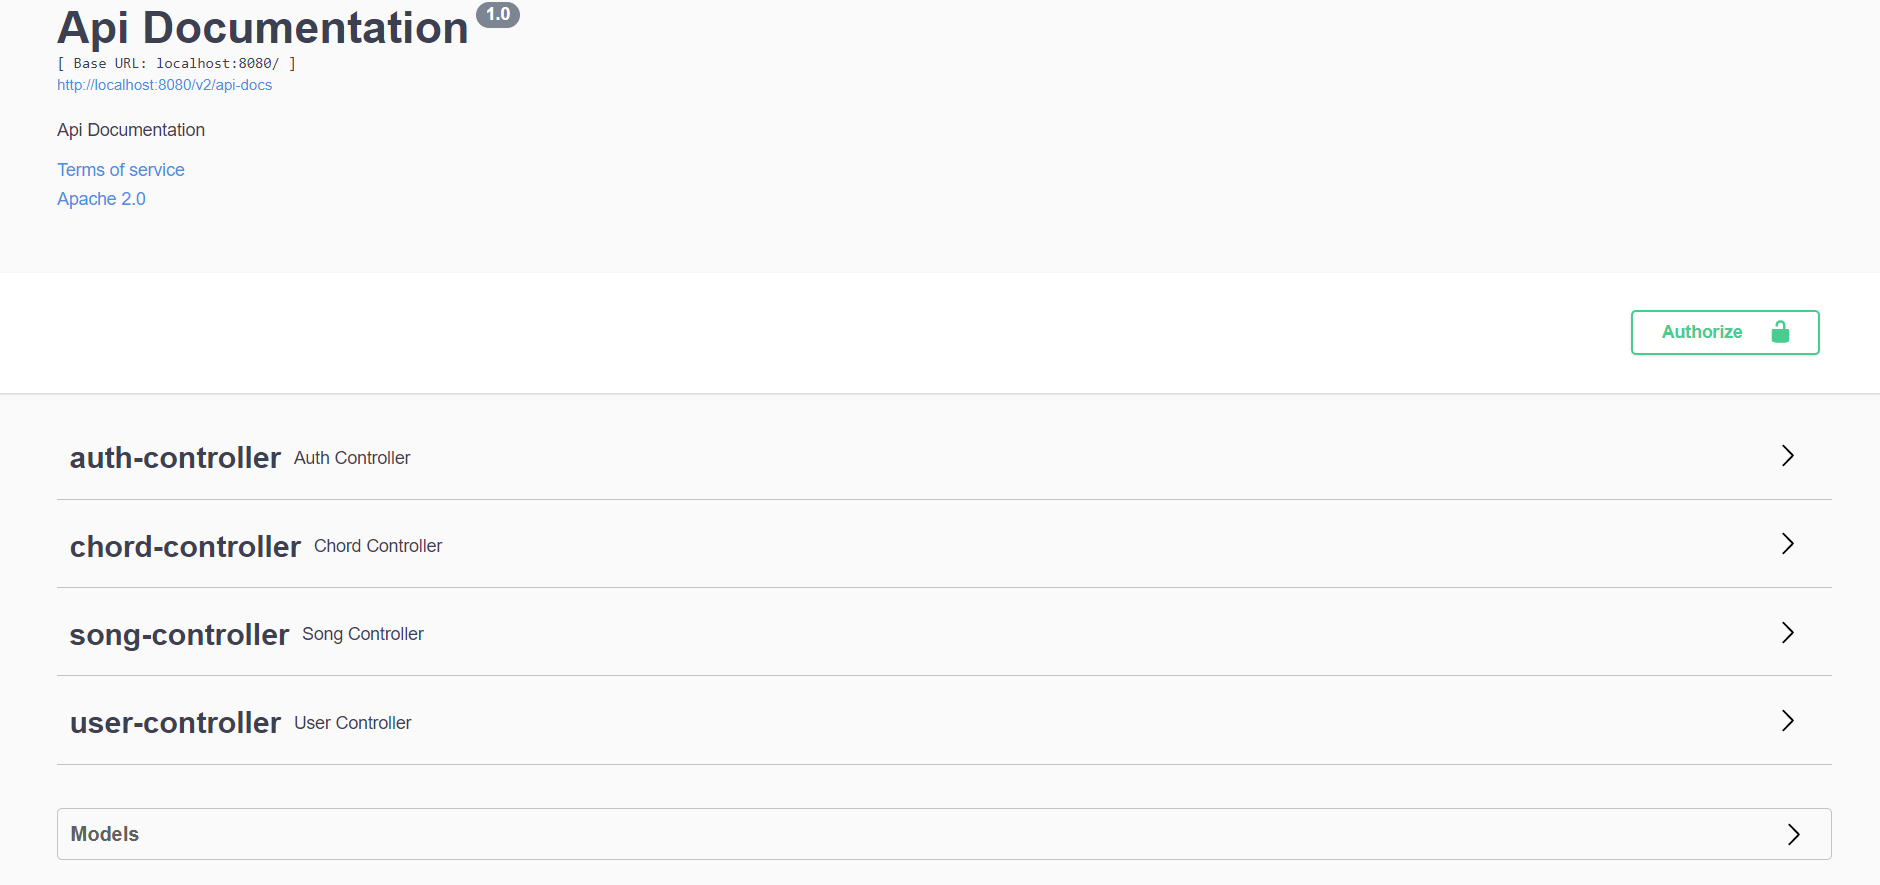 Api Documentation 1.0
[ Base URL: localhost:8080/ ]
http://localhost:8080/v2/api-docs
Api Documentation
Terms of service
Apache 2.0
Authorize
auth-controller Auth Controller
chord-controller Chord Controller
song-controller Song Controller
user-controller User Controller
Models